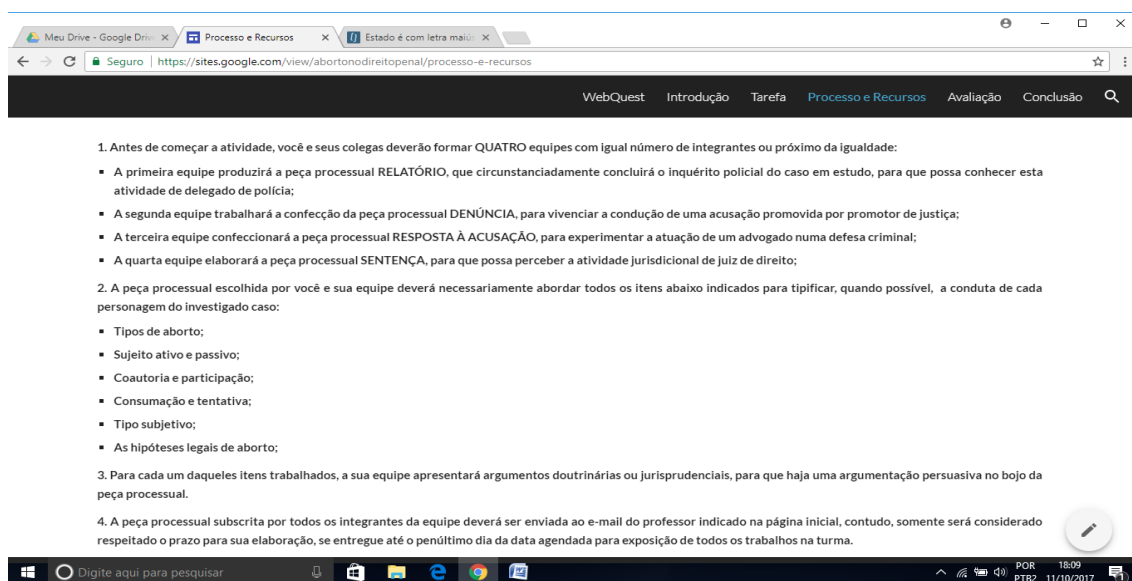 Meu Drive - Google Driv
Processo e Recursos
Estado é com letra maiús
Seguro | https://sites.google.com/view/abortonodireitopenal/processo-e-recursos
WebQuest Introdução Tarefa Processo e Recursos Avaliação Conclusão
1. Antes de começar a atividade, você e seus colegas deverão formar QUATRO equipes com igual número de integrantes ou próximo da igualdade:
▪ A primeira equipe produzirá a peça processual RELATÓRIO, que circunstanciadamente concluirá o inquérito policial do caso em estudo, para que possa conhecer esta
atividade de delegado de polícia;
▪ A segunda equipe trabalhará a confecção da peça processual DENÚNCIA, para vivenciar a condução de uma acusação promovida por promotor de justiça;
▪ A terceira equipe confeccionará a peça processual RESPOSTA À ACUSAÇÃO, para experimentar a atuação de um advogado numa defesa criminal;
▪ A quarta equipe elaborará a peça processual SENTENÇA, para que possa perceber a atividade jurisdicional de juiz de direito;
2. A peça processual escolhida por você e sua equipe deverá necessariamente abordar todos os itens abaixo indicados para tipificar, quando possível, a conduta de cada
personagem do investigado caso:
▪ Tipos de aborto;
▪ Sujeito ativo e passivo;
▪ Coautoria e participação;
▪ Consumação e tentativa;
▪ Tipo subjetivo;
▪ As hipóteses legais de aborto;
3. Para cada um daqueles itens trabalhados, a sua equipe apresentará argumentos doutrinárias ou jurisprudenciais, para que haja uma argumentação persuasiva no bojo da
peça processual.
4. A peça processual subscrita por todos os integrantes da equipe deverá ser enviada ao e-mail do professor indicado na página inicial, contudo, somente será considerado
respeitado o prazo para sua elaboração, se entregue até o penúltimo dia da data agendada para exposição de todos os trabalhos na turma.
Digite aqui para pesquisar
POR 18:09
PTB2 11/10/2017